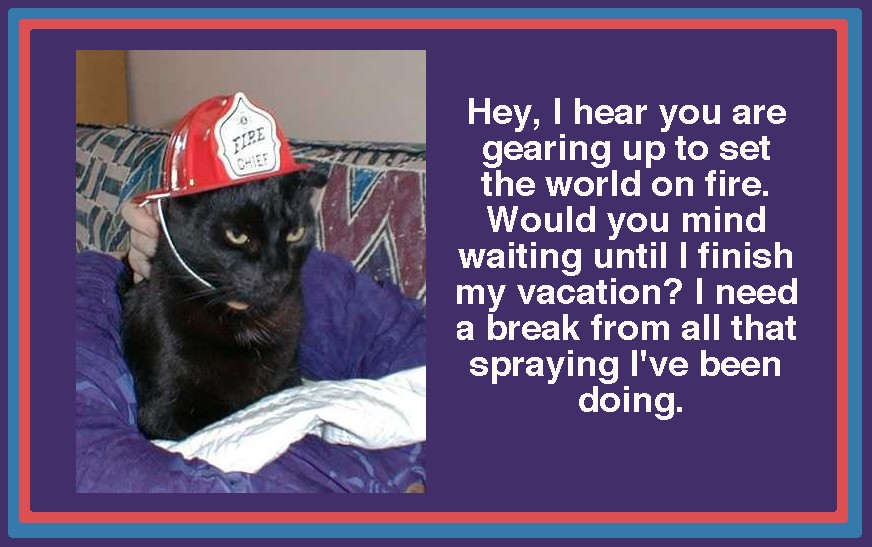 FIRE
CHIEF
Hey, I hear you are
gearing up to set
the world on fire.
Would you mind
waiting until I finish
my vacation? I need
a break from all that
spraying I've been
doing.